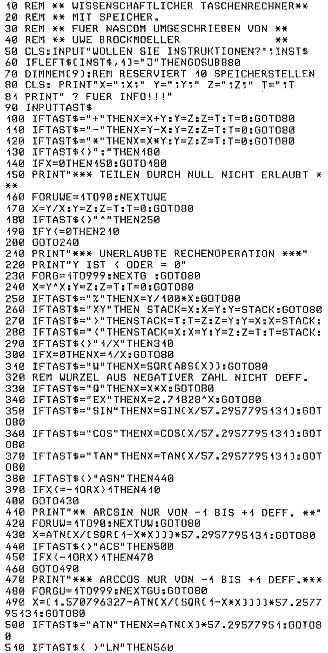 10 REM ** WISSENSCHAFTLICHER TASCHENRECHNER**
20 REM ** MIT SPEICHER.
30 REM ** FUER NASCOM UMGESCHRIEBEN VON **
40 REM ** UWE BROCKMOELLER **
50 CLS:INPUT"WOLLEN SIE INSTRUKTIONEN?";INST$
60 IFLEFT$(INST$,1)="J"THENGOSUB880
70 DIMMEM(9):REM RESERVIERT 10 SPEICHERSTELLEN
80 CLS: PRINT"X=";X;" Y=";Y;" Z=";Z;" T=";T
81 PRINT" ? FUER INFO!!!"
90 INPUTTAST$
100 IFTAST$="+"THENX=X+Y:Y=Z:Z=T:T=0:GOTO80
110 IFTAST$="-"THENX=Y-X:Y=Z:Z=T:T=0:GOTO80
120 IFTAST$="*"THENX=X*Y:Y=Z:Z=T:T=0:GOTO80
130 IFTAST$<>":"THEN180
140 IFX=0THEN150:GOTO180
150 PRINT"*** TEILEN DURCH NULL NICHT ERLAUBT *
**
160 FORUWE=1TO90:NEXTUWE
170 X=Y/X:Y=Z:Z=T:T=0:GOTO80
180 IFTAST$<>"^"THEN250
190 IFY<=0THEN210
200 GOTO240
210 PRINT"*** UNERLAUBTE RECHENOPERATION ***"
220 PRINT"Y IST < ODER = 0"
230 FORG=1TO999:NEXTG :GOTO80
240 X=Y^X:Y=Z:Z=T:T=0:GOTO80
250 IFTAST$="%"THENX=Y/100*X:GOTO80
260 IFTAST$="XY"THEN STACK=X:X=Y:Y=STACK:GOTO80
270 IFTAST$=")"THENSTACK=T:T=Z:Z=Y:Y=X:X=STACK:
280 IFTAST$="("THENSTACK=X:X=Y:Y=Z:Z=T:T=STACK:
290 IFTAST$<>"1/X"THEN310
300 IFX=0THENX=1/X:GOTO80
310 IFTAST$="W"THENX=SQR(ABS(X)):GOTO80
320 REM WURZEL AUS NEGATIVER ZAHL NICHT DEFF.
330 IFTAST$="Q"THENX=X*X:GOTO80
340 IFTAST$="EX"THENX=2.71828^X:GOTO80
350 IFTAST$="SIN"THENX=SIN(X/57.2957795131):GOT
O80
360 IFTAST$="COS"THENX=COS(X/57.2957795131):GOT
O80
370 IFTAST$="TAN"THENX=TAN(X/57.2957795131):GOT
O80
380 IFTAST$<>"ASN"THEN440
390 IFX<=-1ORX>1THEN410
400 GOTO430
410 PRINT"** ARCSIN NUR VON -1 BIS +1 DEFF. **"
420 FORUW=1TO90:NEXTUW:GOTO80
430 X=ATN(X/(SQR(1-X*X)))*57.2957795131:GOTO80
440 IFTAST$<>"ACS"THEN500
450 IFX<-1ORX>1THEN470
460 GOTO490
470 PRINT"*** ARCCOS NUR VON -1 BIS +1 DEFF.***
480 FORGU=1TO999:NEXTGU:GOTO80
490 X=(1.570796327-ATN(X/(SQR(1-X*X))))*57.2577
95131:GOTO80
500 IFTAST$="ATN"THENX=ATN(X)*57.29577951:GOTO8
0
510 IFTAST$<>"LN"THEN560